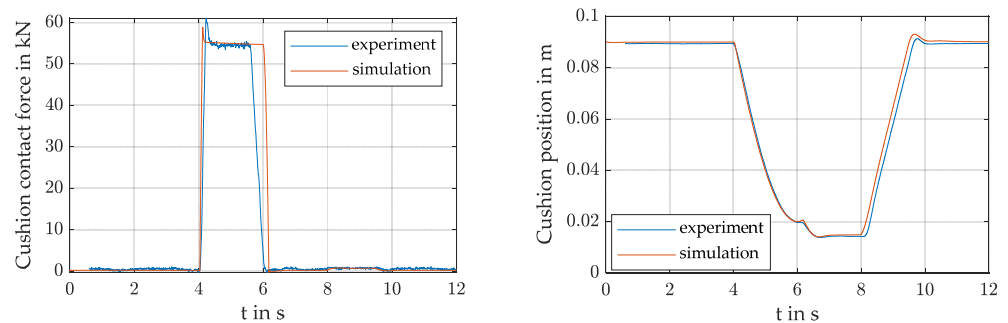 Cushion contact force in kN
60
50
40
30
20
10
0
0 2 4 6 8 10 12
t in s
experiment
simulation
Cushion position in m
0.1
0.08
0.06
0.04
0.02
0
0 2 4 6 8 10 12
t in s
experiment
simulation